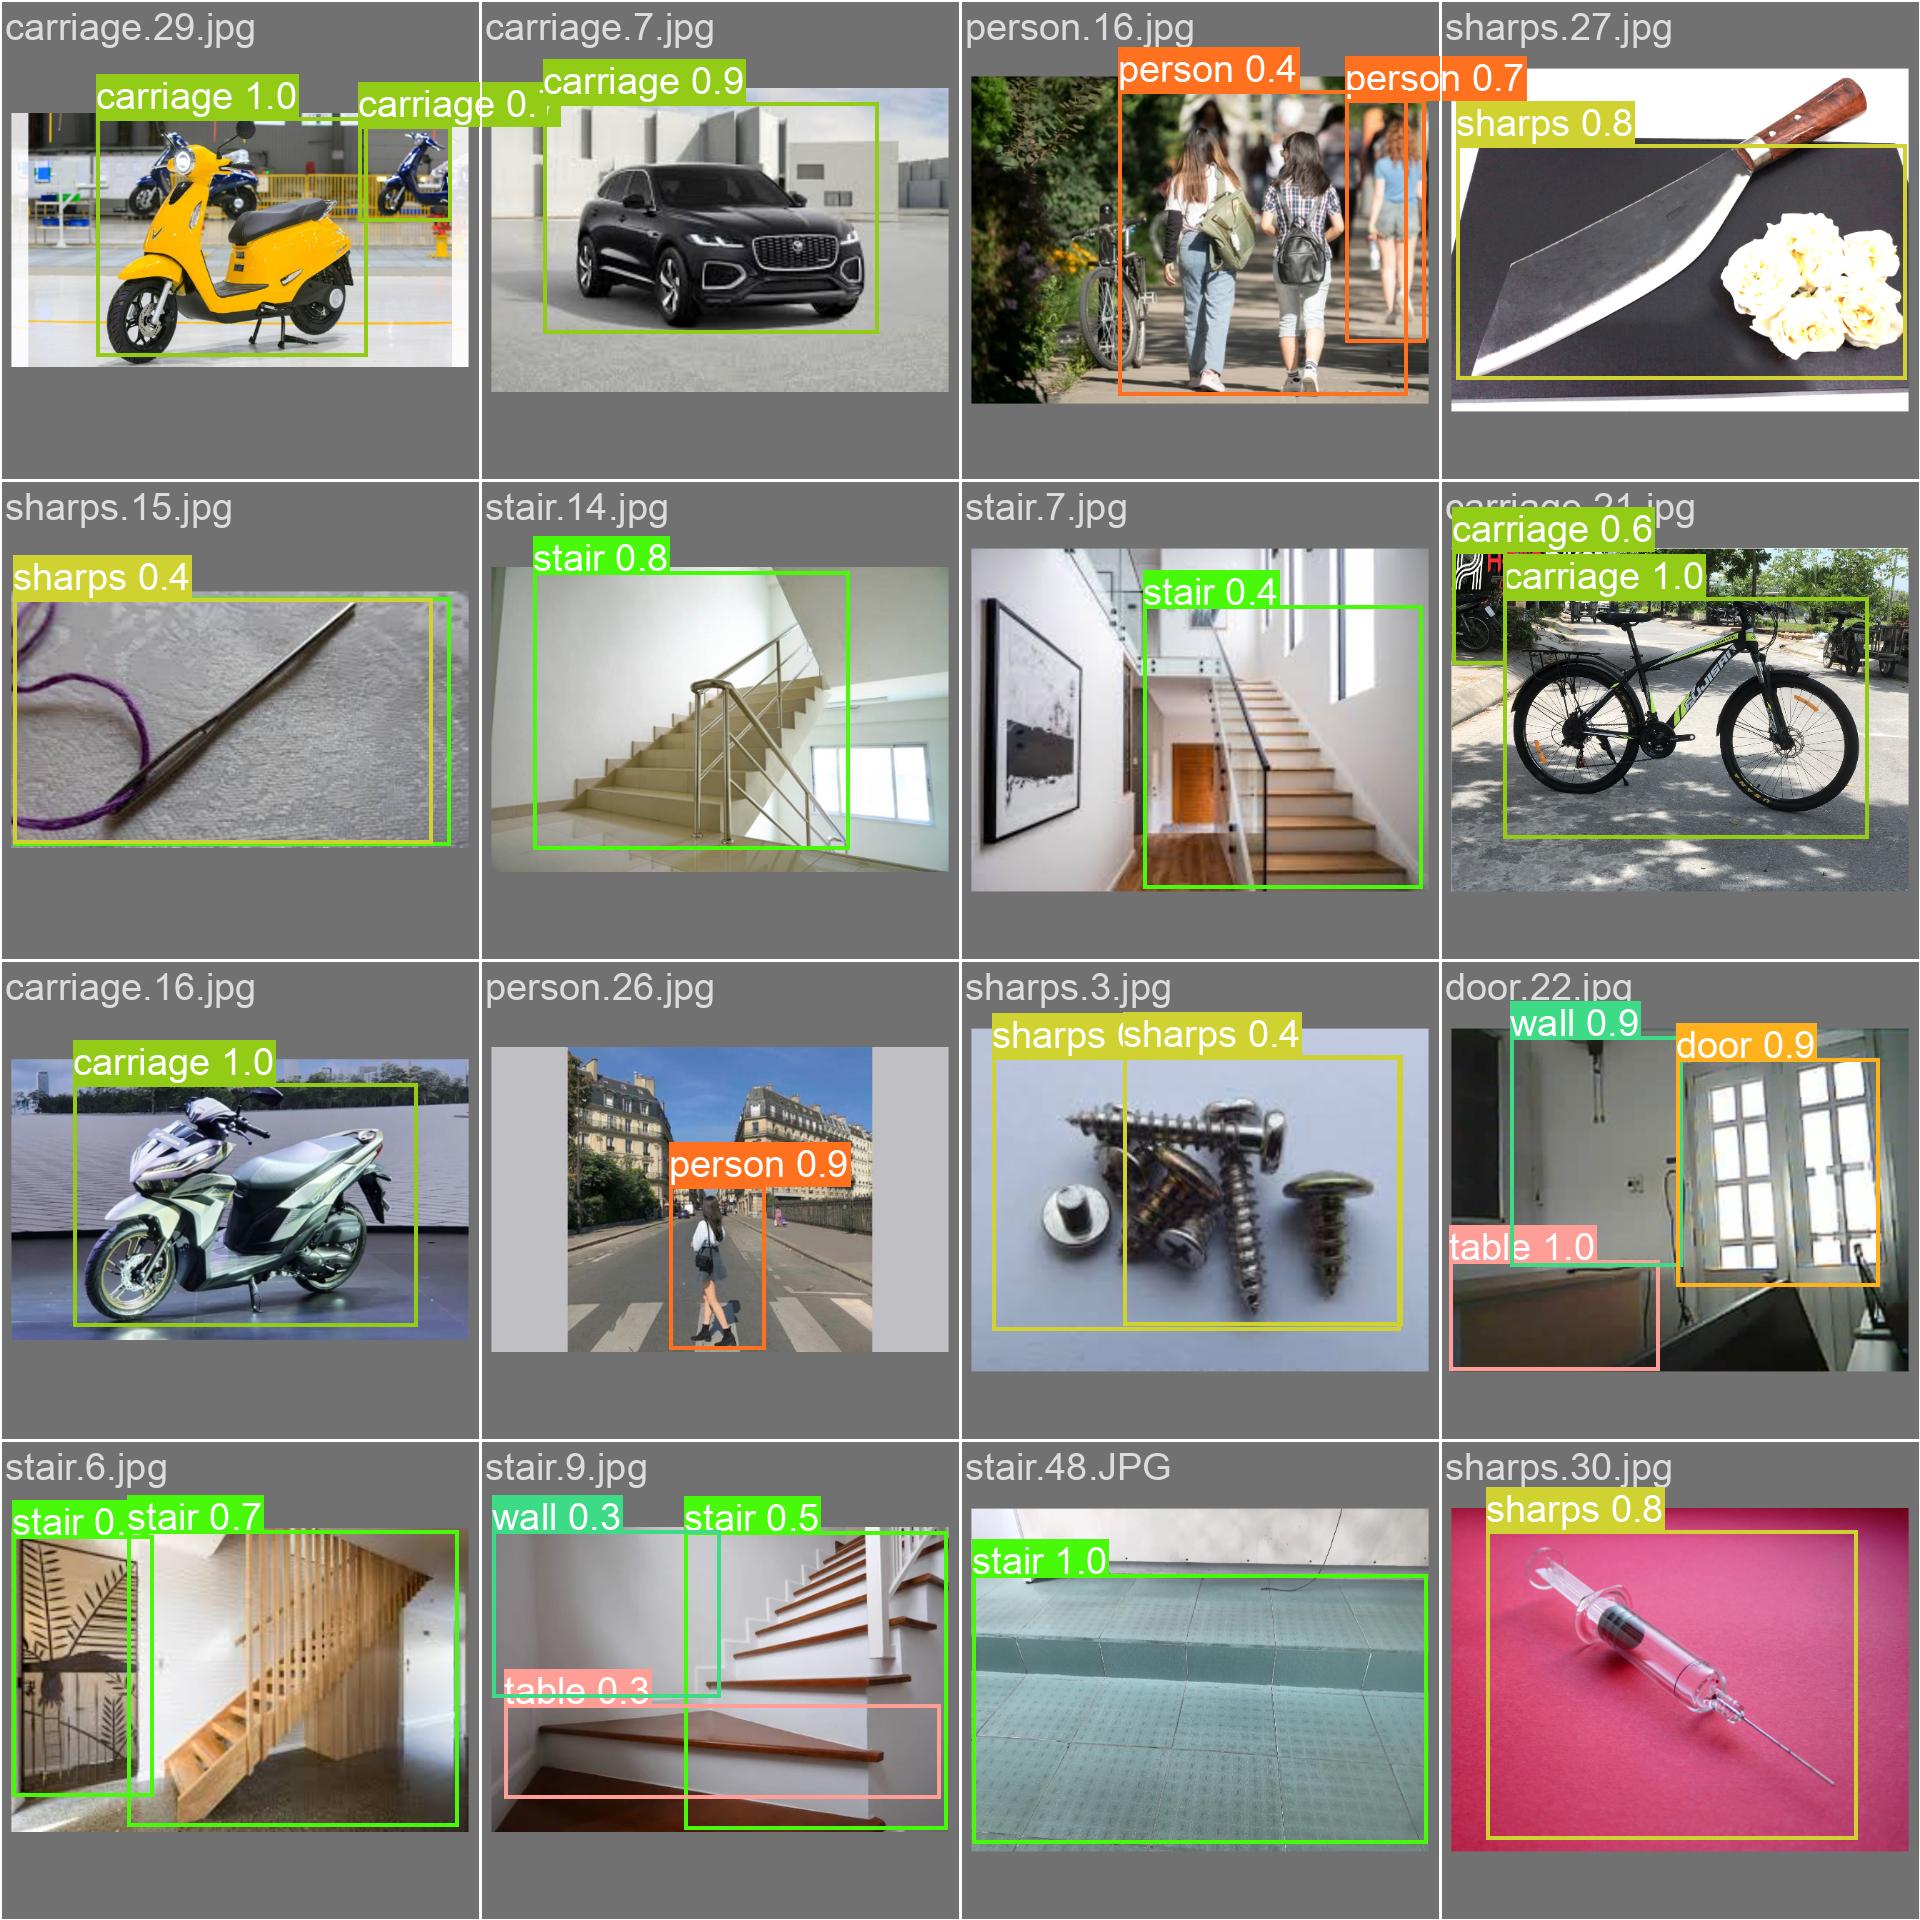 carriage.29.jpg
carriage 1.0
carriage 0.
carriage.7.jpg
carriage 0.9
person.16.jpg
person 0.4
person 0.7
sharps.27.jpg
sharps 0.8
sharps.15.jpg
sharps 0.4
stair.14.jpg
stair 0.8
stair.7.jpg
stair 0.4
carriage.21.jpg
carriage 0.6
carriage 1.0
FUJISAN
carriage.16.jpg
carriage 1.0
person.26.jpg
person 0.9
sharps.3.jpg
sharps
sharps 0.4
door.22.jpg
wall 0.9
door 0.9
table 1.0
stair.6.jpg
stair 0.
stair 0.7
stair.9.jpg
wall 0.3
stair 0.5
table 0.3
stair.48.JPG
stair 1.0
sharps.30.jpg
sharps 0.8